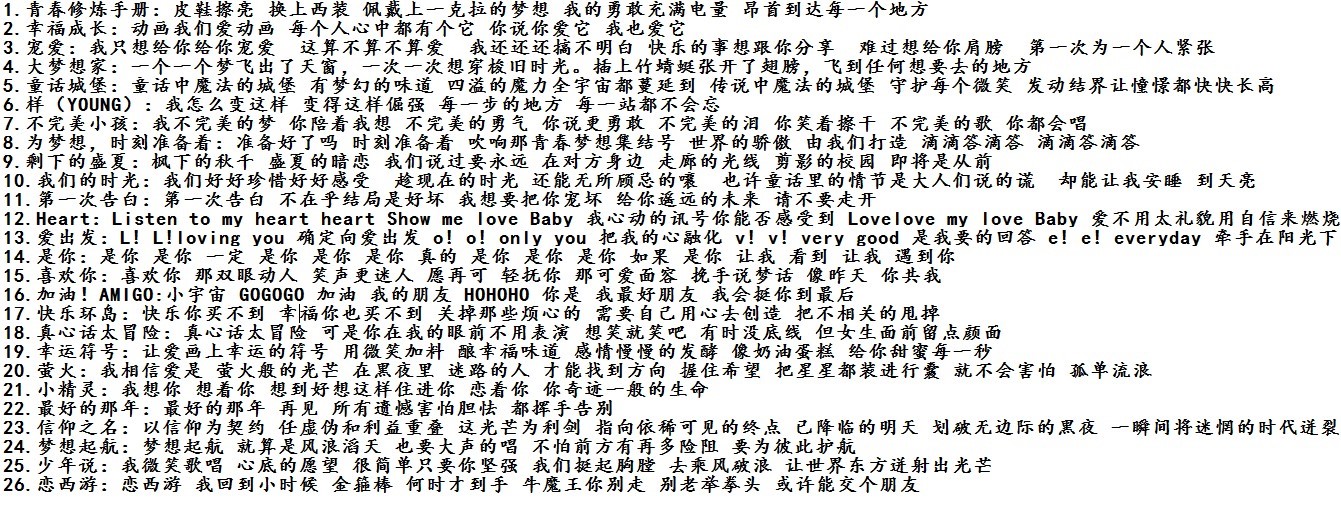 1. 青春修炼手册：皮鞋擦亮 换上西装 佩戴上一克拉的梦想 我的勇敢充满电量 昂首到达每一个地方
2. 幸福成长：动画我们爱动画 每个人心中都有个它 你说你爱它 我也爱它
3. 宠爱：我只想给你给你宠爱 这算不算不算爱 我还还还搞不明白 快乐的事想跟你分享 难过想给你肩膀 第一次为一个人紧张
4. 大梦想家：一个一个梦飞出了天窗，一次一次想穿梭旧时光。插上竹蜻蜓张开了翅膀，飞到任何想要去的地方
5. 童话城堡：童话中魔法的城堡 有梦幻的味道 四溢的魔力全宇宙都蔓延到 传说中魔法的城堡 守护每个微笑 发动结界让憧憬都快快长高
6. 样（YOUNG）：我怎么变这样 变得这样倔强 每一步的地方 每一站都不会忘
7. 不完美小孩：我不完美的梦 你陪着我想 不完美的勇气 你说更勇敢 不完美的泪 你笑着擦干 不完美的歌 你都会唱
8. 为梦想，时刻准备着：准备好了吗 时刻准备着 吹响那青春梦想集结号 世界的骄傲 由我们打造 滴滴答滴答 滴滴答滴答
9. 剩下的盛夏：枫下的秋千 盛夏的暗恋 我们说过要永远 在对方身边 走廊的光线 剪影的校园 即将是从前
10. 我们的时光：我们好好珍惜好好感受 趁现在的时光 还能无所顾忌的嚷 也许童话里的情节是大人们说的谎 却能让我安睡 到天亮
11. 第一次告白：第一次告白 不在乎结局是好坏 我想要把你宠坏 给你遥远的未来 请不要走开
12. Heart: Listen to my heart heart Show me love Baby 我心动的讯号你能否感受到 Lovelove my love Baby 爱不用太礼貌用自信来燃烧
13. 爱出发：L! L!loving you 确定向爱出发 o! o! only you 把我的心融化 v! v! very good 是我要的回答 e! e! everyday 牵手在阳光下
14. 是你：是你 是你 一定 是你 是你 是你 真的 是你 是你 是你 如果 是你 让我 看到 让我 遇到你
15. 喜欢你：喜欢你 那双眼动人 笑声更迷人 愿再可 轻抚你 那可爱面容 挽手说梦话 像昨天 你共我
16. 加油！AMIGO:小宇宙 GOGOGO 加油 我的朋友 HOHOHO 你是 我最好朋友 我会挺你到最后
17. 快乐环岛：快乐你买不到 幸福你也买不到 关掉那些烦心的 需要自己用心去创造 把不相关的甩掉
18. 真心话太冒险：真心话太冒险 可是你在我的眼前不用表演 想笑就笑吧 有时没底线 但女生面前留点颜面
19. 幸运符号：让爱画上幸运的符号 用微笑加料 酿幸福味道 感情慢慢的发酵 像奶油蛋糕 给你甜蜜每一秒
20. 萤火：我相信爱是 萤火般的光芒 在黑夜里 迷路的人 才能找到方向 握住希望 把星星都装进行囊 就不会害怕 孤单流浪
21. 小精灵：我想你 想着你 想到好想这样住进你 恋着你 你奇迹一般的生命
22. 最好的那年：最好的那年 再见 所有遗憾害怕胆怯 都挥手告别
23. 信仰之名：以信仰为契约 任虚伪和利益重叠 这光芒为利剑 指向依稀可见的终点 已降临的明天 划破无边际的黑夜 一瞬间将迷惘的时代迸裂
24. 梦想起航：梦想起航 就算是风浪滔天 也要大声的唱 不怕前方有再多险阻 要为彼此护航
25. 少年说：我微笑歌唱 心底的愿望 很简单只要你坚强 我们挺起胸膛 去乘风破浪 让世界东方迸射出光芒
26. 恋西游：恋西游 我回到小时候 金箍棒 何时才到手 牛魔王你别走 别老举拳头 或许能交个朋友